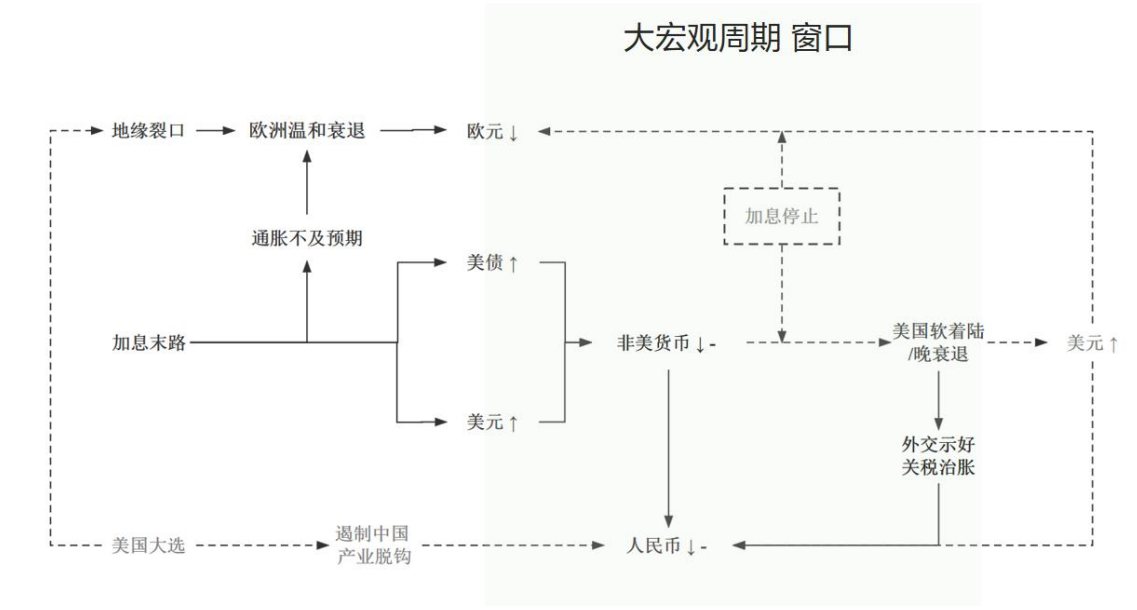 大宏观周期 窗口
地缘裂口
欧洲温和衰退
欧元↓
加息停止
通胀不及预期
美债↑
加息末路
非美货币↓-
美国软着陆
/晚衰退
美元↑
美元↑
外交示好
关税治胀
美国大选
遏制中国
产业脱钩
人民币↓-